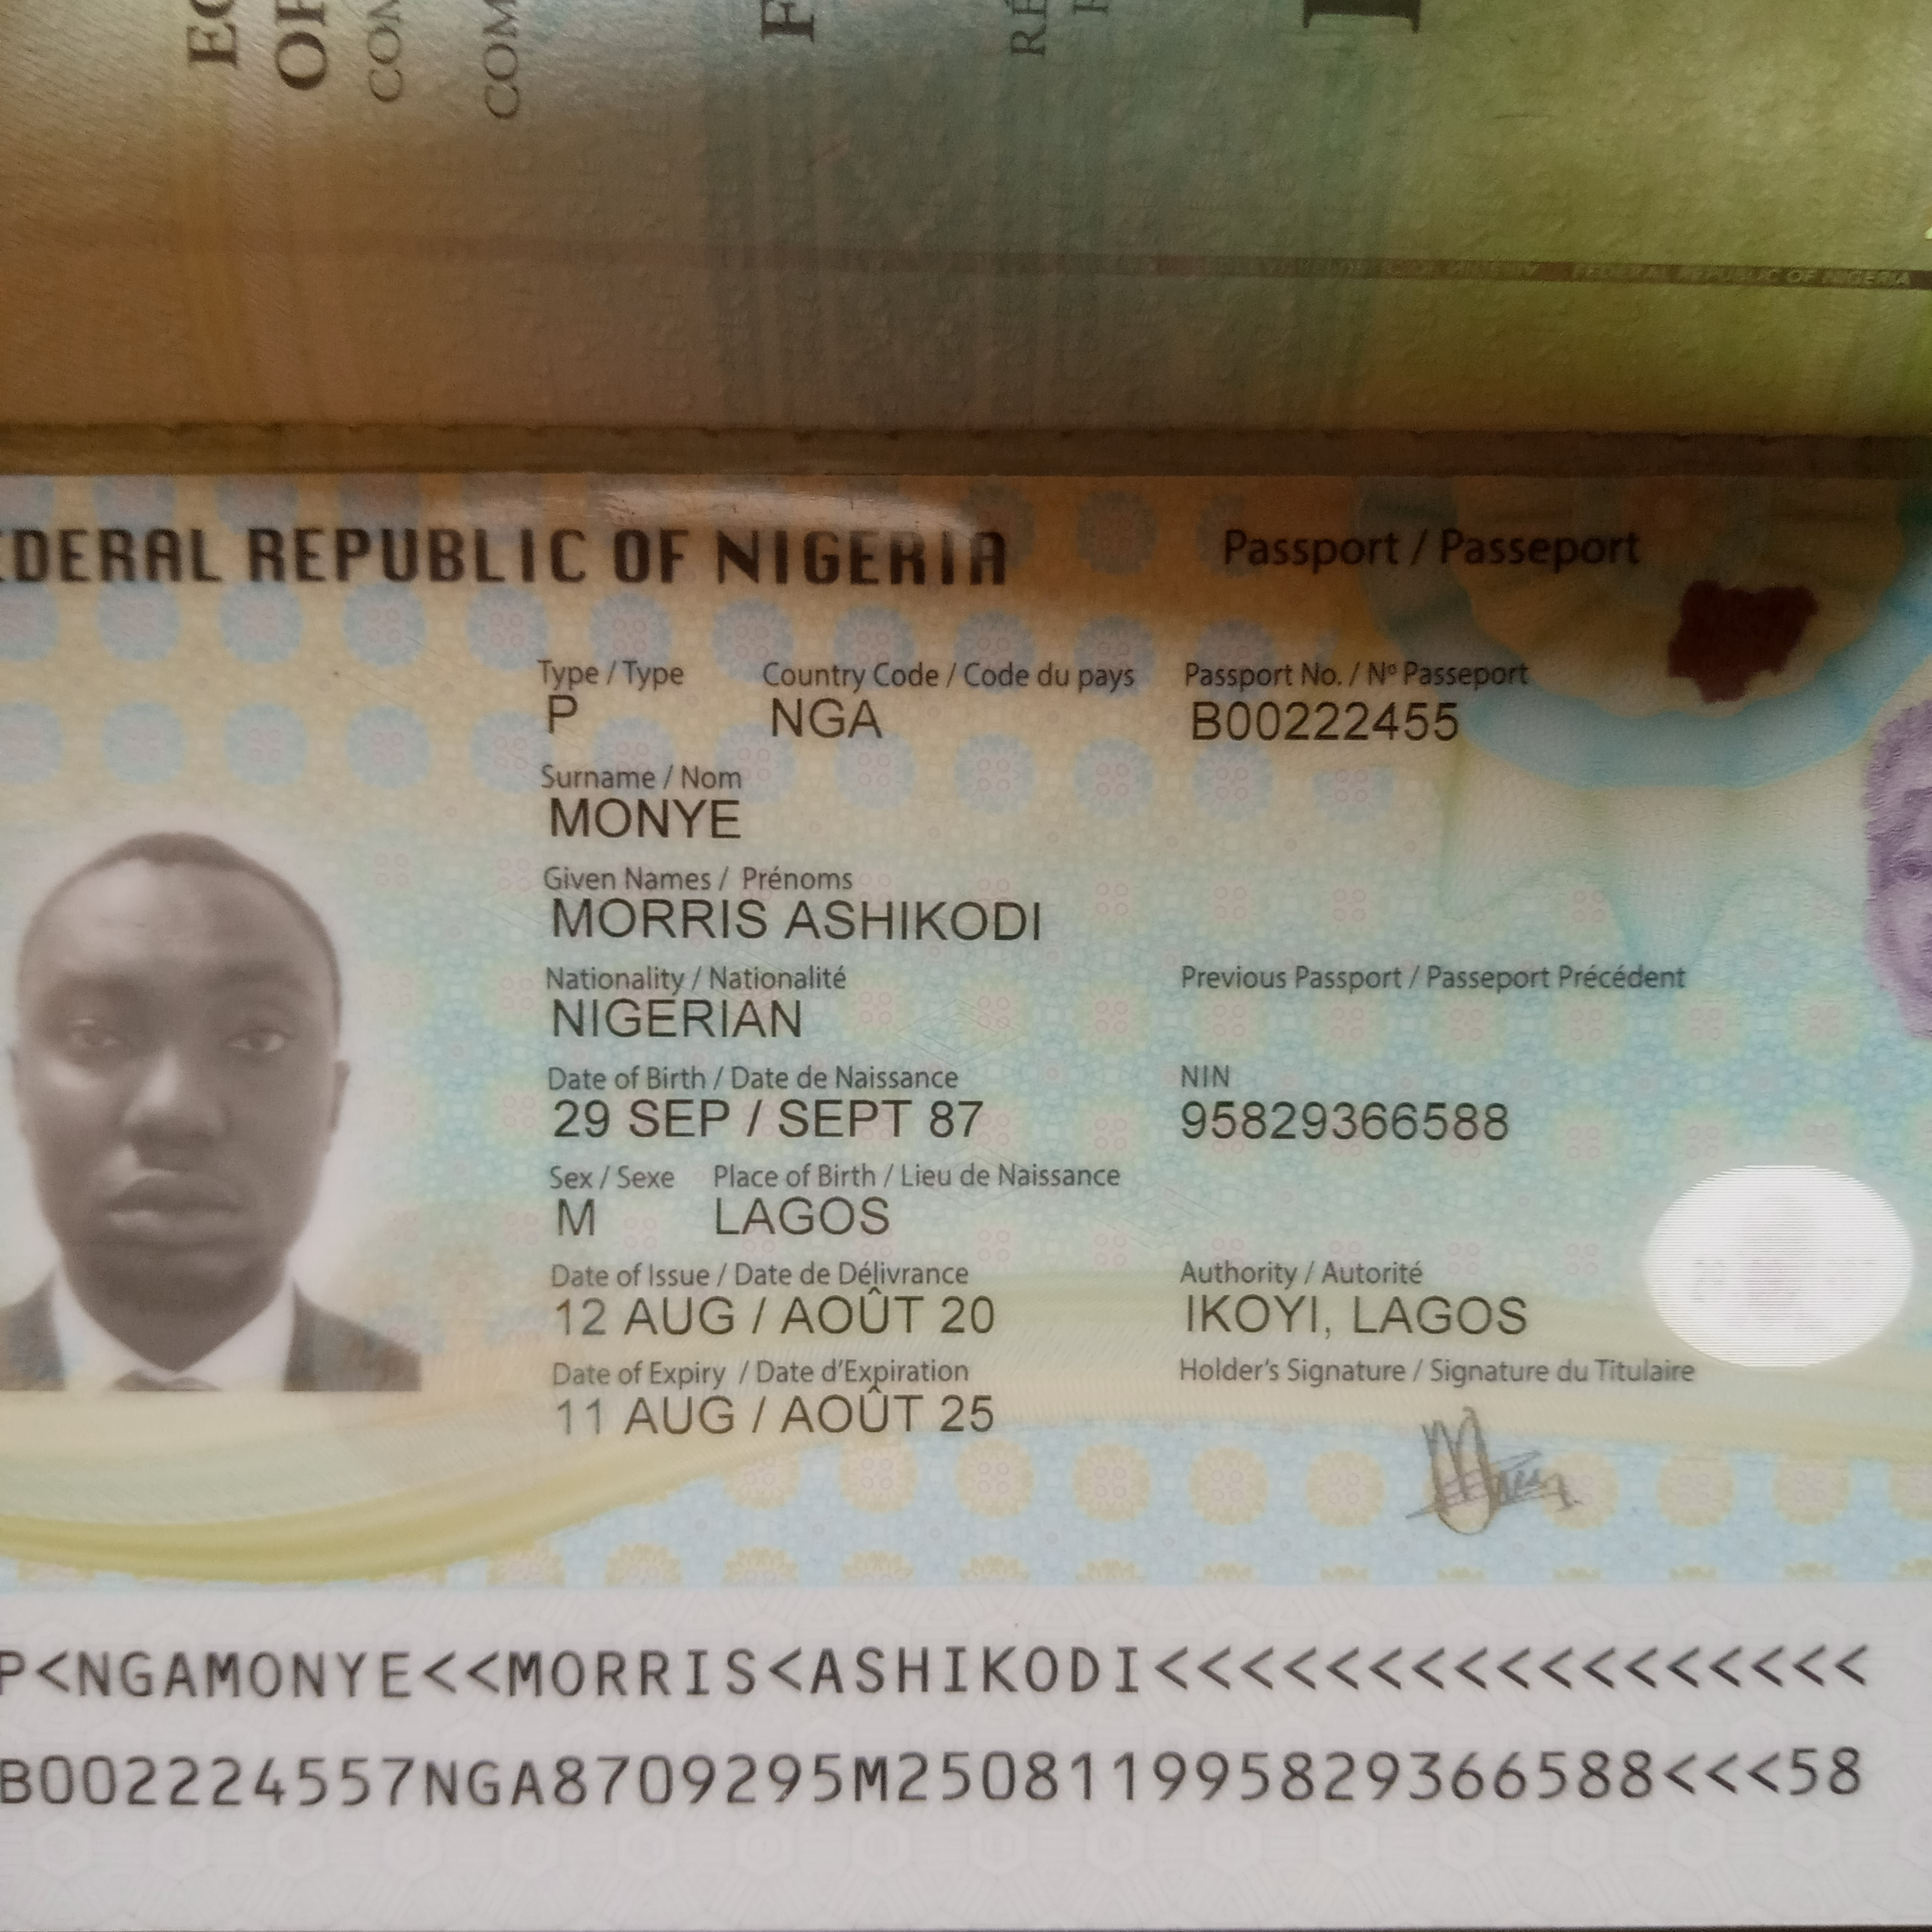 EC
OF
COM
COM
F
RÉ
FEDERAL REPUBLIC OF NIGERIA
EDERAL REPUBLIC OF NIGERIA
Passport / Passeport
Type / Type Country Code / Code du pays Passport No. / Nº Passeport
P NGA B00222455
Surname / Nom
MONYE
Given Names / Prénoms
MORRIS ASHIKODI
Nationality / Nationalité Previous Passport / Passeport Précédent
NIGERIAN
Date of Birth / Date de Naissance NIN
29 SEP / SEPT 87 95829366588
Sex / Sexe Place of Birth / Lieu de Naissance
M LAGOS
Date of Issue / Date de Délivrance Authority / Autorité
12 AUG / AOÛT 20 IKOYI, LAGOS
Date of Expiry / Date d'Expiration Holder's Signature / Signature du Titulaire
11 AUG / AOÛT 25
P<NGAMONYE<<MORRIS<ASHIKODI<<<<<<<<<<<<<<<<<
B002224557NGA8709295M250811995829366588<<<58